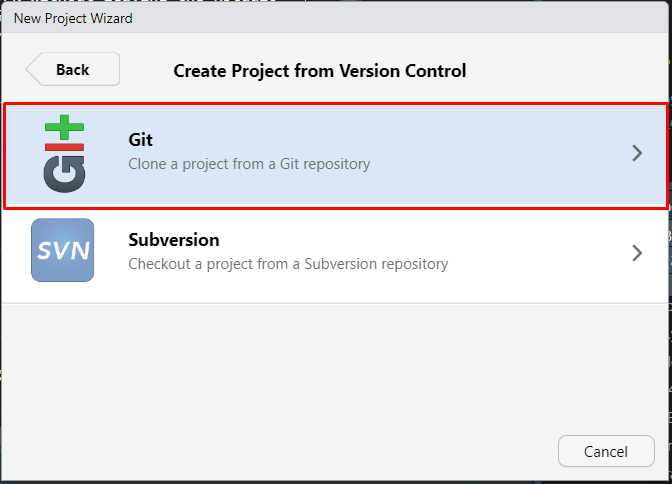 New Project Wizard
Back
Create Project from Version Control
Git
Git
Clone a project from a Git repository
SVN
Subversion
Checkout a project from a Subversion repository
Cancel